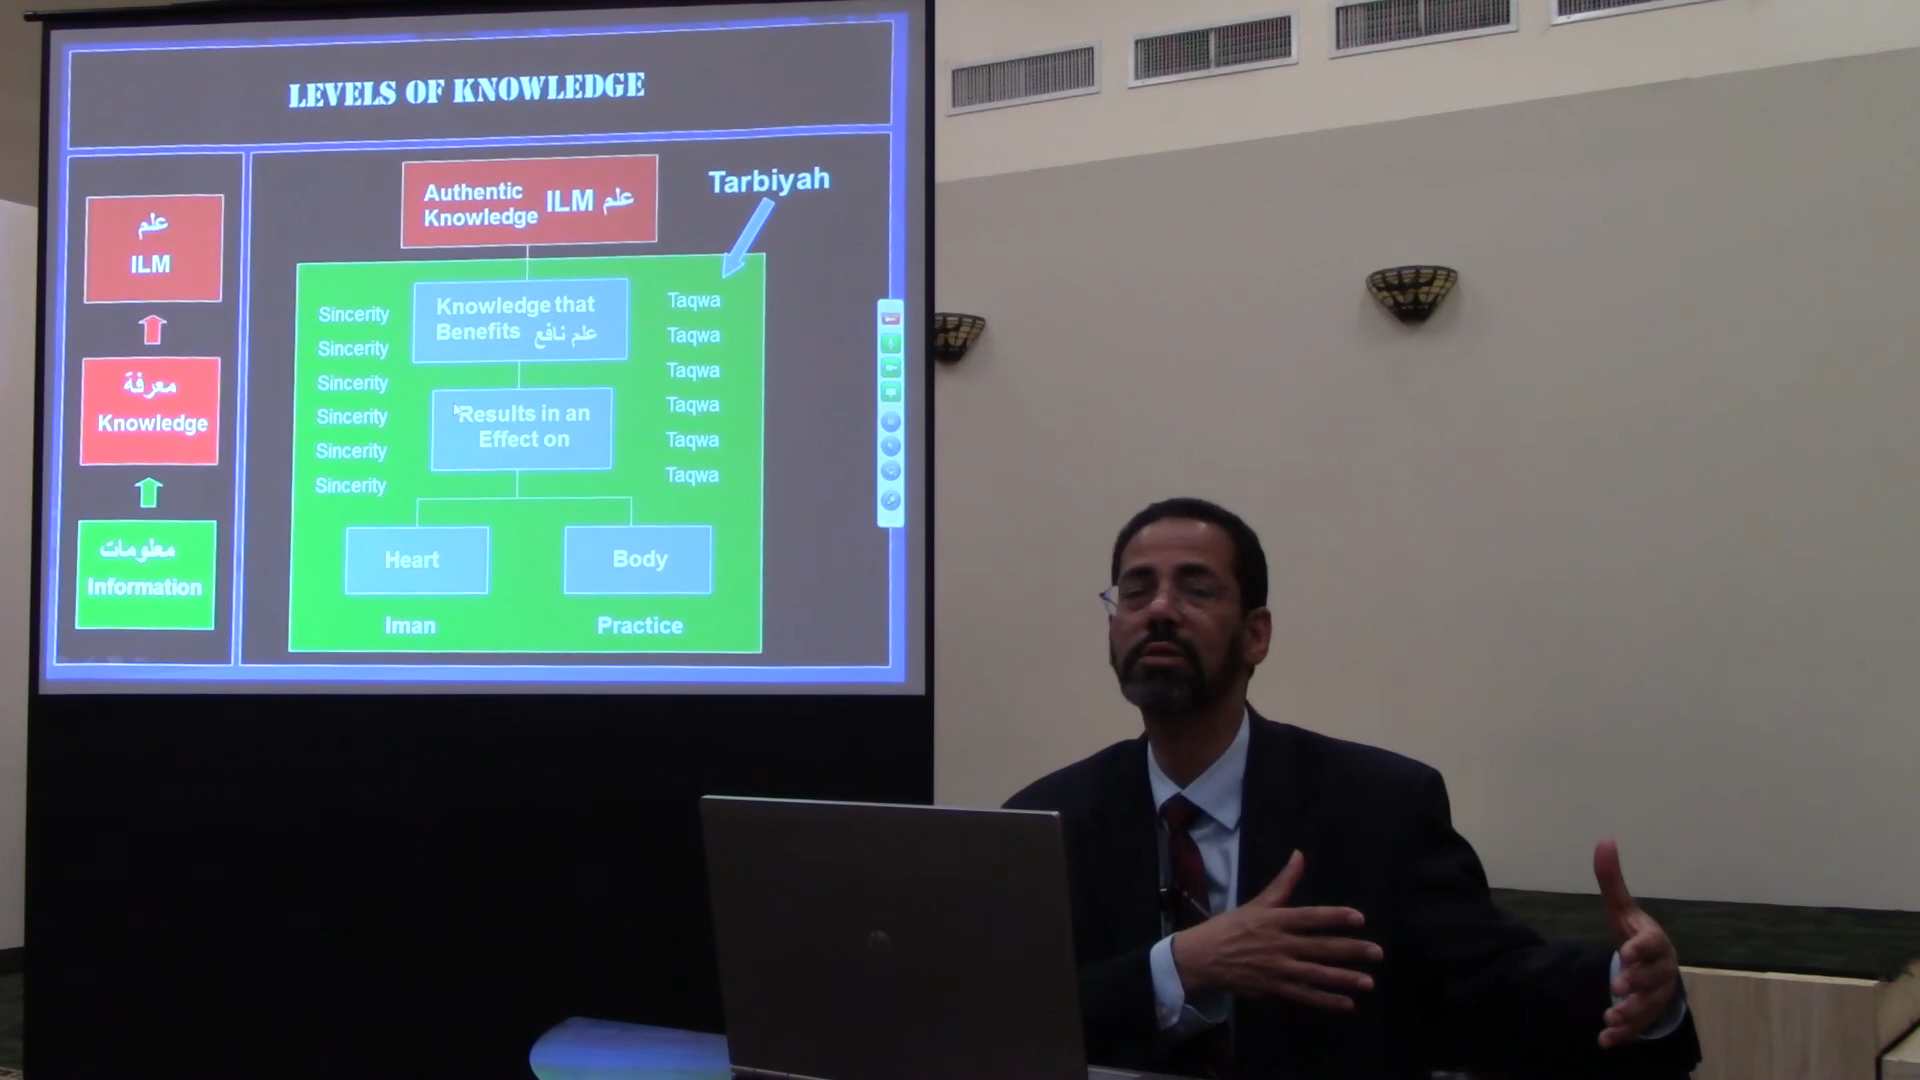 LEVELS OF KNOWLEDGE
علم
ILM
معرفة
Knowledge
معلومات
Information
Authentic
Knowledge
ILM علم
Tarbiyah
Knowledge that
Benefits علم نافع
Sincerity
Sincerity
Sincerity
Sincerity
Sincerity
Sincerity
Taqwa
Taqwa
Taqwa
Taqwa
Taqwa
Taqwa
Results in an
Effect on
Heart
Body
Iman
Practice